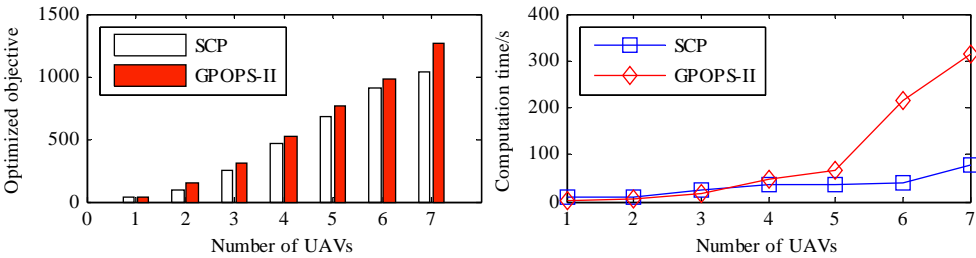 Optimized objective
1500
1000
500
0
SCP
GPOPS-II
0 1 2 3 4 5 6 7
Number of UAVs
Computation time/s
400
300
200
100
0
SCP
GPOPS-II
1 2 3 4 5 6 7
Number of UAVs